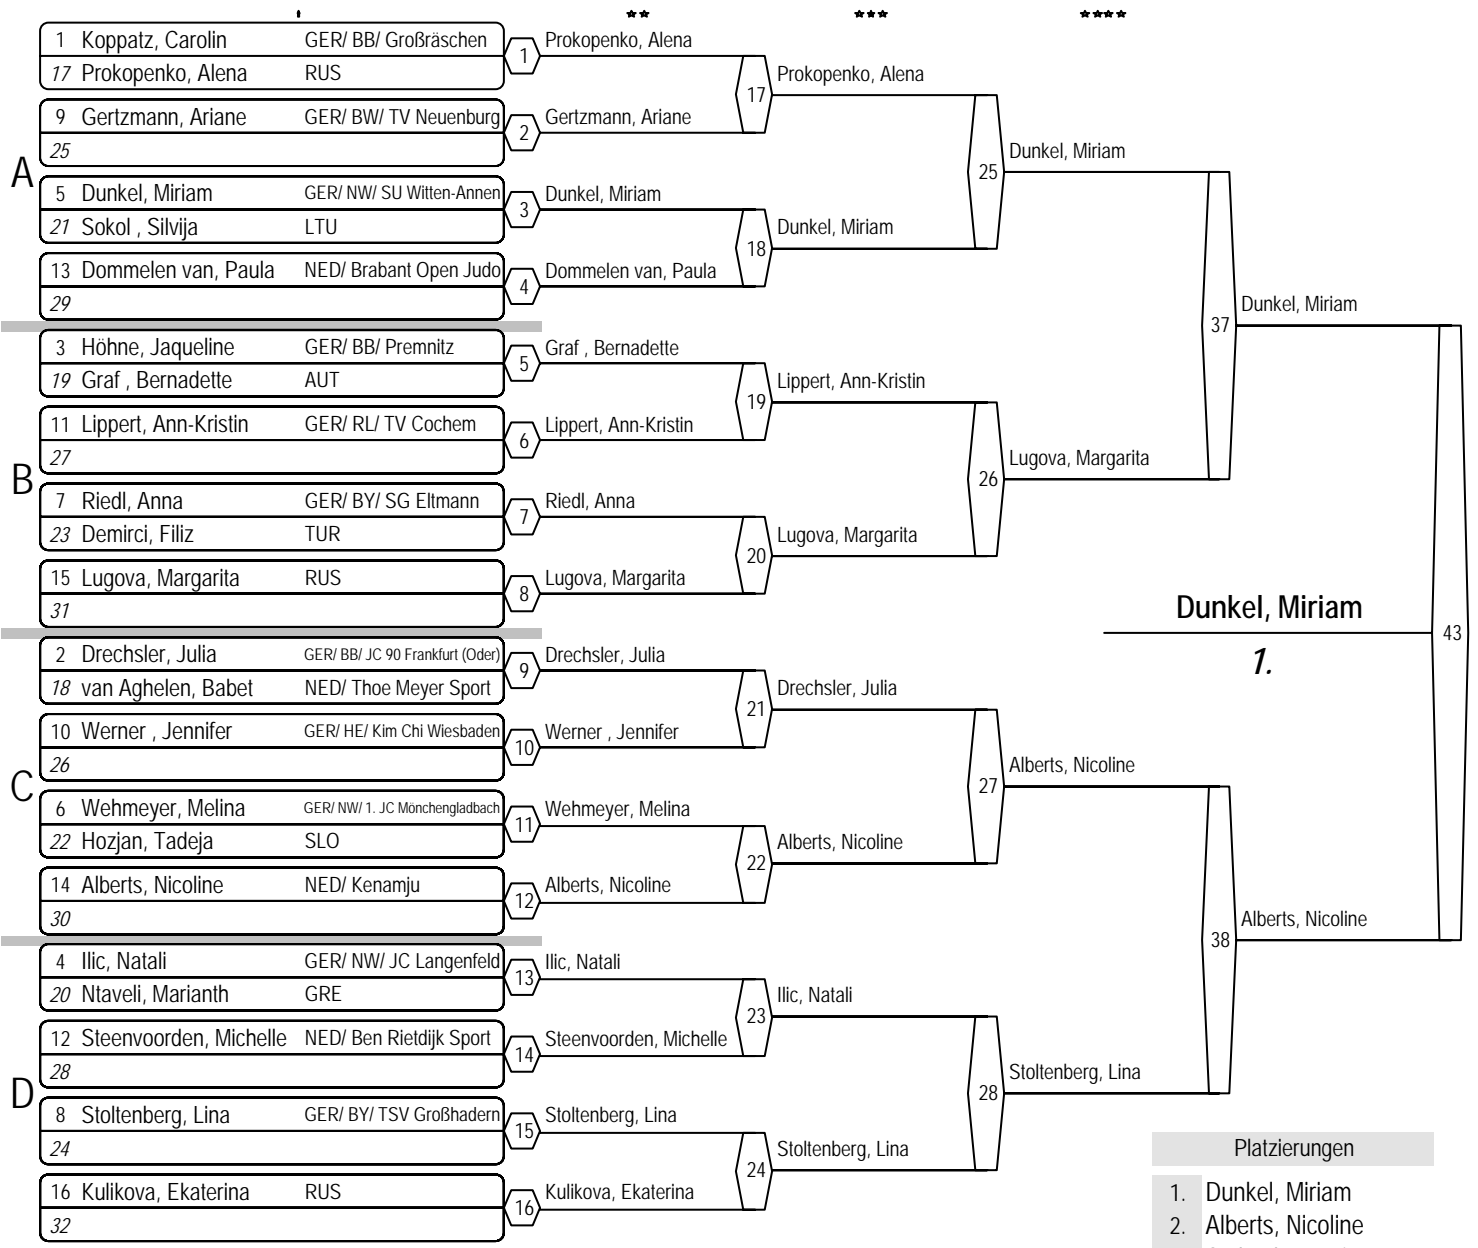 * ** *** ****
1 Koppatz, Carolin GER/ BB/ Großräschen
17 Prokopenko, Alena RUS
1 Prokopenko, Alena
9 Gertzmann, Ariane GER/ BW/ TV Neuenburg
25
2 Gertzmann, Ariane
17 Prokopenko, Alena
A
5 Dunkel, Miriam GER/ NW/ SU Witten-Annen
21 Sokol , Silvija LTU
3 Dunkel, Miriam
13 Dommelen van, Paula NED/ Brabant Open Judo
29
4 Dommelen van, Paula
18 Dunkel, Miriam
25 Dunkel, Miriam
3 Höhne, Jaqueline GER/ BB/ Premnitz
19 Graf , Bernadette AUT
5 Graf , Bernadette
11 Lippert, Ann-Kristin GER/ RL/ TV Cochem
27
6 Lippert, Ann-Kristin
19 Lippert, Ann-Kristin
B
7 Riedl, Anna GER/ BY/ SG Eltmann
23 Demirci, Filiz TUR
7 Riedl, Anna
15 Lugova, Margarita RUS
31
8 Lugova, Margarita
20 Lugova, Margarita
26 Lugova, Margarita
37 Dunkel, Miriam
2 Drechsler, Julia GER/ BB/ JC 90 Frankfurt (Oder)
18 van Aghelen, Babet NED/ Thoe Meyer Sport
9 Drechsler, Julia
10 Werner , Jennifer GER/ HE/ Kim Chi Wiesbaden
26
10 Werner , Jennifer
21 Drechsler, Julia
C
6 Wehmeyer, Melina GER/ NW/ 1. JC Mönchengladbach
22 Hozjan, Tadeja SLO
11 Wehmeyer, Melina
14 Alberts, Nicoline NED/ Kenamju
30
12 Alberts, Nicoline
22 Alberts, Nicoline
27 Alberts, Nicoline
4 Ilic, Natali GER/ NW/ JC Langenfeld
20 Ntaveli, Marianth GRE
13 Ilic, Natali
12 Steenvoorden, Michelle NED/ Ben Rietdijk Sport
28
14 Steenvoorden, Michelle
23 Ilic, Natali
D
8 Stoltenberg, Lina GER/ BY/ TSV Großhadern
24
15 Stoltenberg, Lina
16 Kulikova, Ekaterina RUS
32
16 Kulikova, Ekaterina
24 Stoltenberg, Lina
28 Stoltenberg, Lina
38 Alberts, Nicoline
43
Dunkel, Miriam
1.
Platzierungen
1. Dunkel, Miriam
2. Alberts, Nicoline